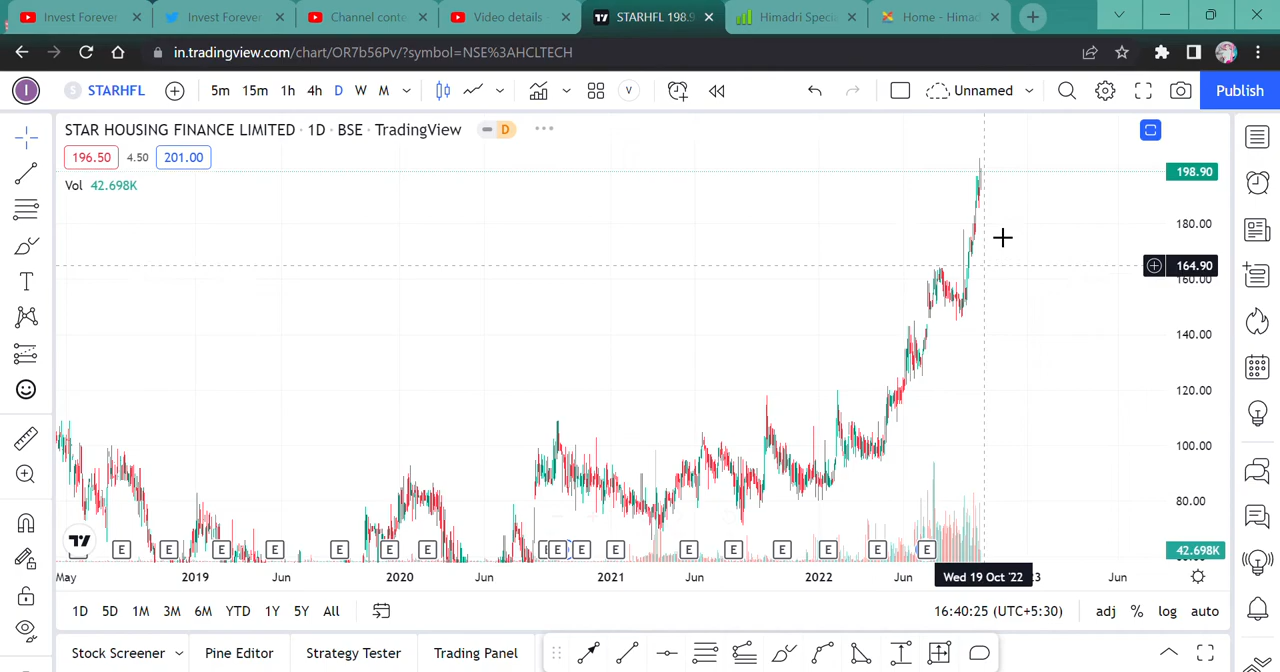 Invest Forever
Invest Forever
Channel conte
Video details -
STARHFL 198.9
Himadri Speci
Home - Himad
in.tradingview.com/chart/OR7b56Pv/?symbol=NSE%3AHCLTECH
I
S STARHFL 5m 15m 1h 4h D W M V Unnamed Publish
STAR HOUSING FINANCE LIMITED · 1D · BSE · TradingView D
196.50 4.50 201.00
Vol 42.698K
198.90
180.00
164.90
160.00
140.00
120.00
100.00
80.00
E E E E E E E E E E E E E E E E
42.698K
May 2019 Jun 2020 Jun 2021 Jun 2022 Jun Wed 19 Oct '22 Jun
1D 5D 1M 3M 6M YTD 1Y 5Y All 16:40:25 (UTC+5:30) adj % log auto
Stock Screener Pine Editor Strategy Tester Trading Panel